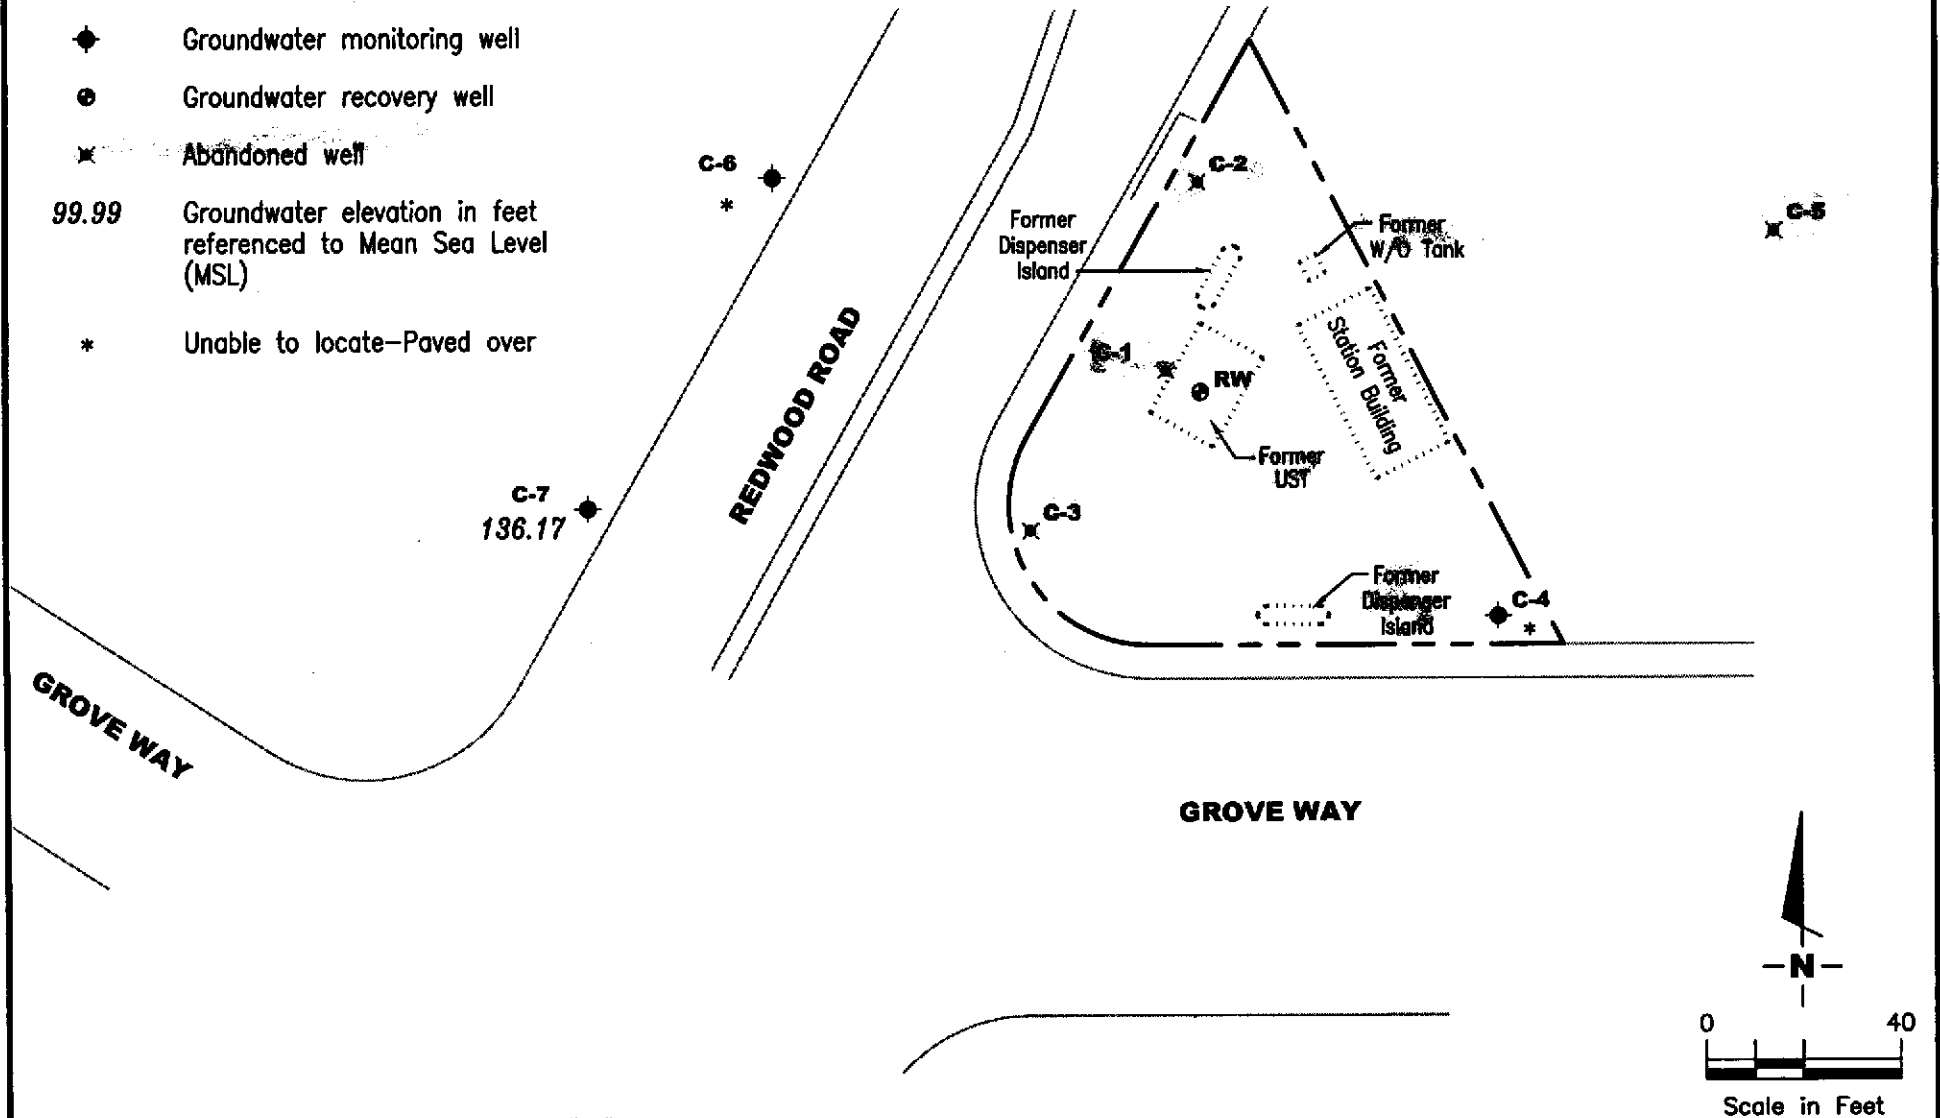 Groundwater monitoring well
Groundwater recovery well
Abandoned well
99.99 Groundwater elevation in feet
referenced to Mean Sea Level
(MSL)
* Unable to locate-Paved over
C-6
*
C-7
136.17
REDWOOD ROAD
GROVE WAY
C-2
Former
Dispenser
Island
Former
W/O Tank
C-5
C-1
RW
Former
Station Building
Former
UST
C-3
Former
Dispenser
Island
C-4
*
GROVE WAY
N
0 40
Scale in Feet